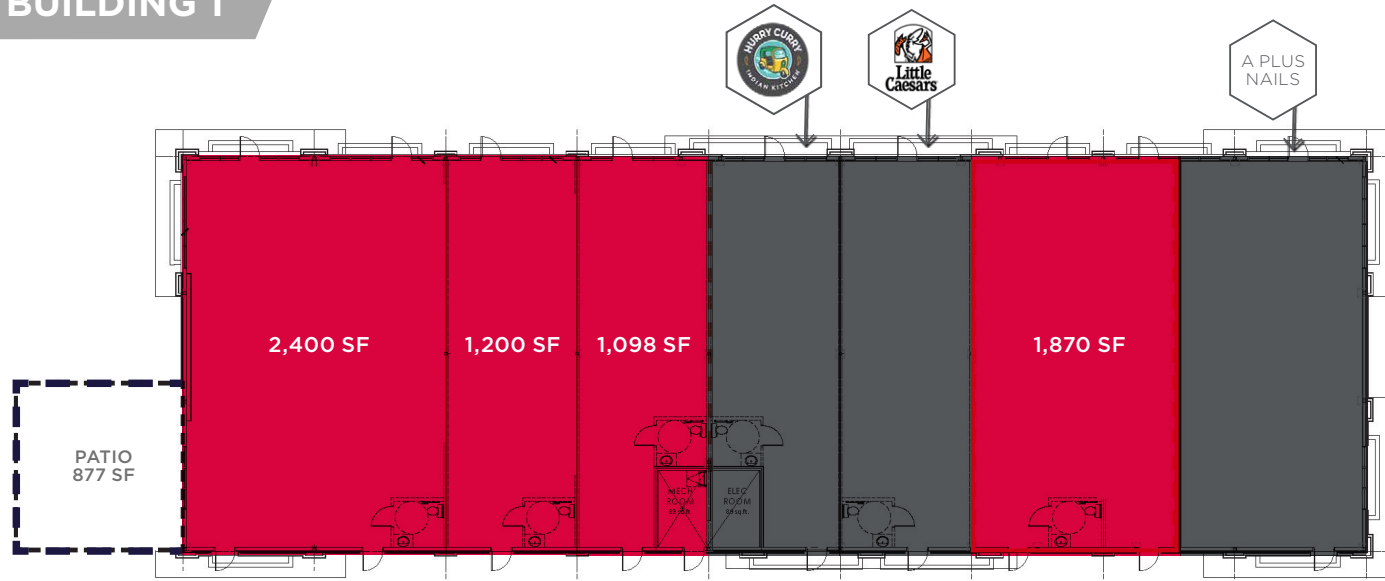 BUILDING 1
HURRY CURRY
INDIAN KITCHEN
Little
Caesars
A PLUS
NAILS
2,400 SF
1,200 SF
1,098 SF
1,870 SF
PATIO
877 SF
MECH
ROOM
ELEC
ROOM